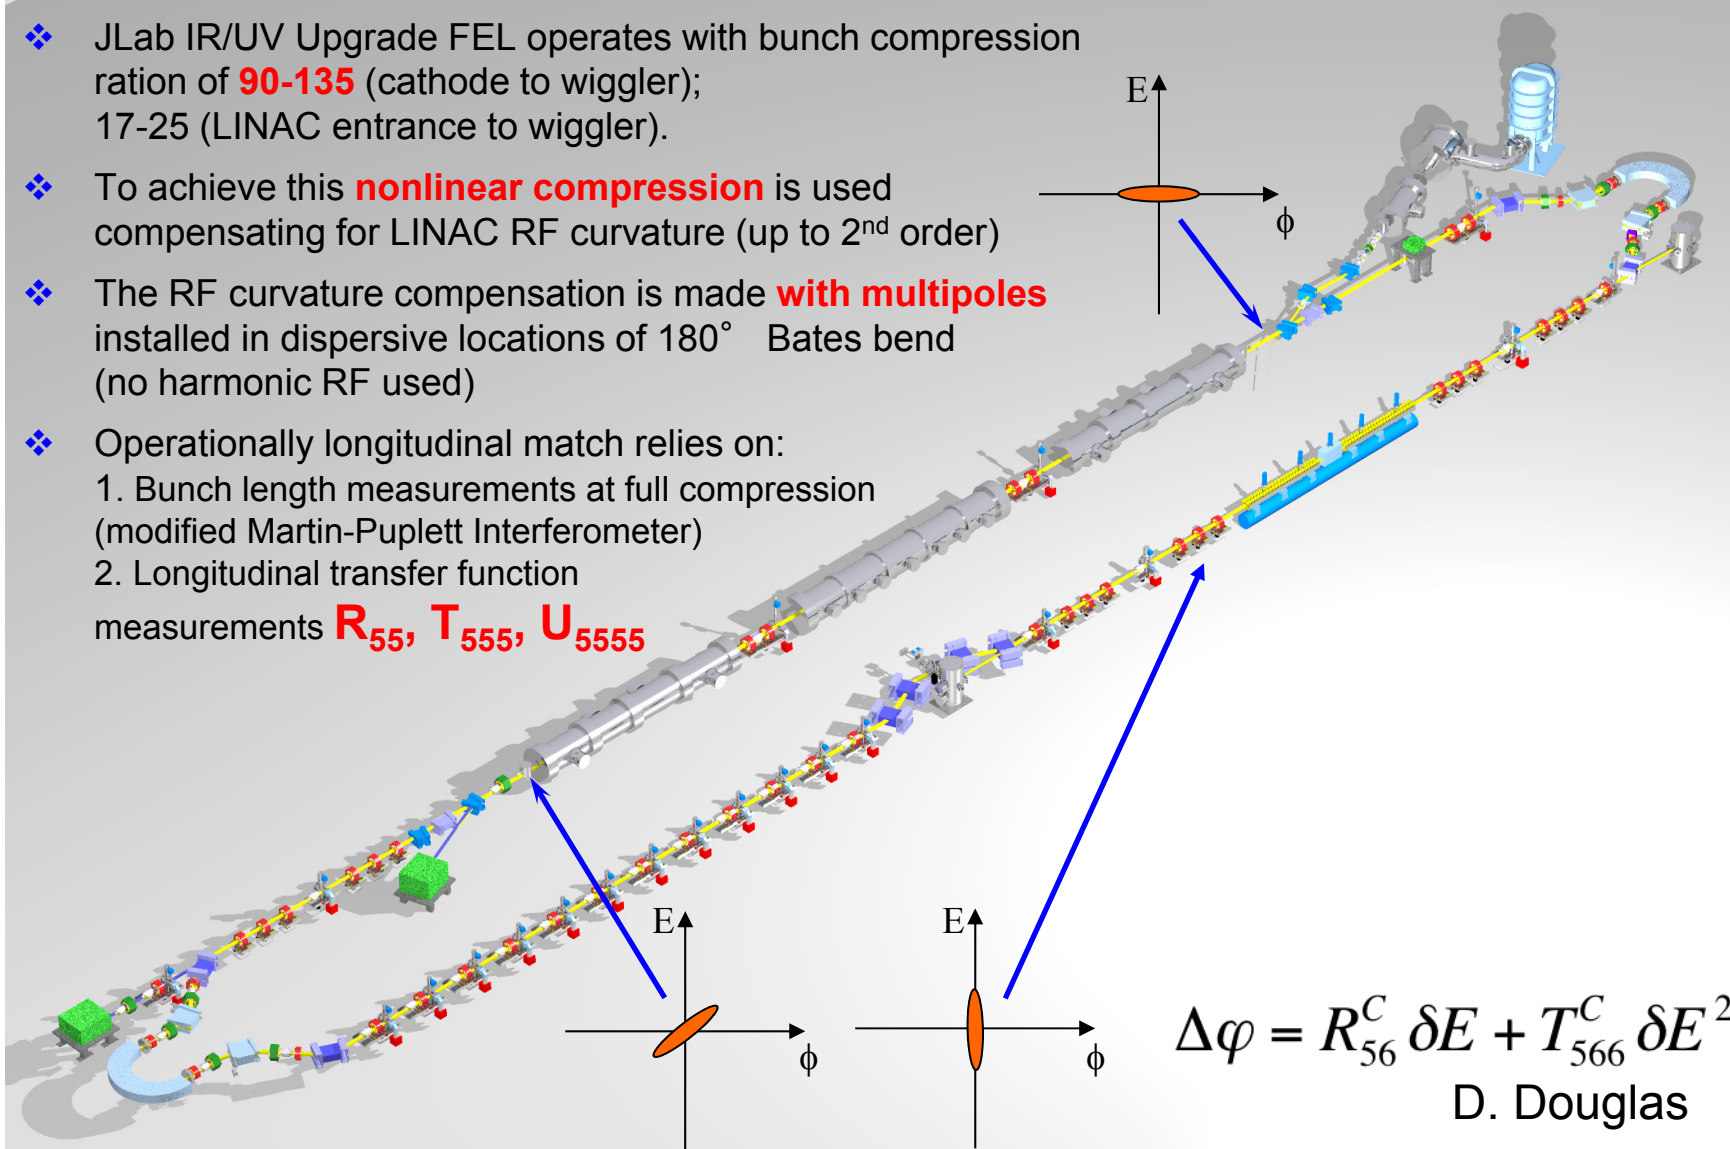 ❖ JLab IR/UV Upgrade FEL operates with bunch compression
ration of 90-135 (cathode to wiggler);
17-25 (LINAC entrance to wiggler).
❖ To achieve this nonlinear compression is used
compensating for LINAC RF curvature (up to 2nd order)
❖ The RF curvature compensation is made with multipoles
installed in dispersive locations of 180° Bates bend
(no harmonic RF used)
❖ Operationally longitudinal match relies on:
1. Bunch length measurements at full compression
(modified Martin-Puplett Interferometer)
2. Longitudinal transfer function
measurements R55, T555, U5555
E
ϕ
E
ϕ
E
ϕ
Δφ = R^C_56 δE + T^C_566 δE^2
D. Douglas